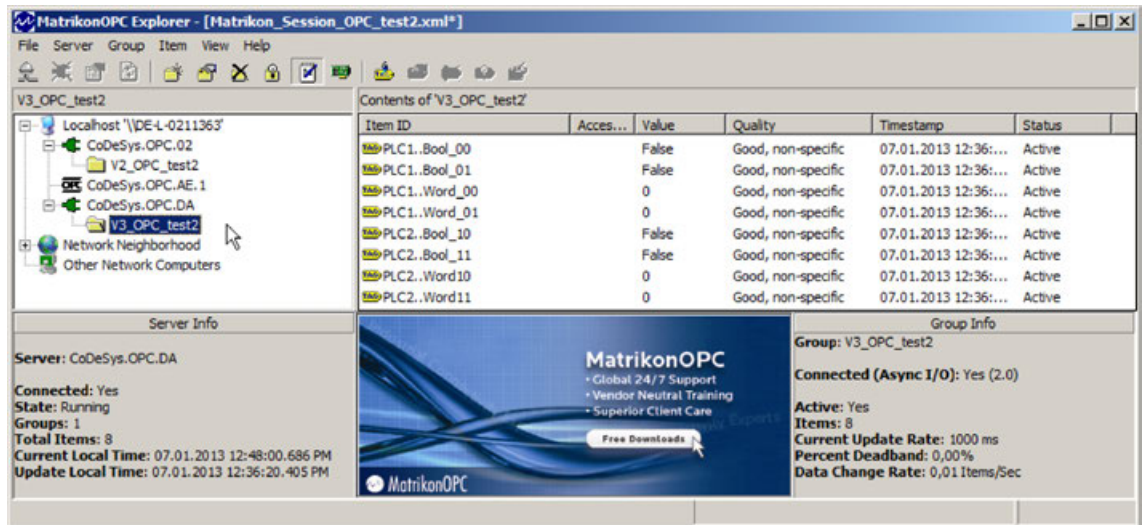 MatrikonOPC Explorer - [Matrikon_Session_OPC_test2.xml*]
File Server Group Item View Help
V3_OPC_test2
Contents of 'V3_OPC_test2'
Localhost '\\DE-L-0211363'
CoDeSys.OPC.02
V2_OPC_test2
OPC CoDeSys.OPC.AE.1
CoDeSys.OPC.DA
V3_OPC_test2
Network Neighborhood
Other Network Computers
Item ID Acces... Value Quality Timestamp Status
TAG PLC1..Bool_00 False Good, non-specific 07.01.2013 12:36:... Active
TAG PLC1..Bool_01 False Good, non-specific 07.01.2013 12:36:... Active
TAG PLC1..Word_00 0 Good, non-specific 07.01.2013 12:36:... Active
TAG PLC1..Word_01 0 Good, non-specific 07.01.2013 12:36:... Active
TAG PLC2..Bool_10 False Good, non-specific 07.01.2013 12:36:... Active
TAG PLC2..Bool_11 False Good, non-specific 07.01.2013 12:36:... Active
TAG PLC2..Word10 0 Good, non-specific 07.01.2013 12:36:... Active
TAG PLC2..Word11 0 Good, non-specific 07.01.2013 12:36:... Active
Server Info
Server: CoDeSys.OPC.DA
Connected: Yes
State: Running
Groups: 1
Total Items: 8
Current Local Time: 07.01.2013 12:48:00.686 PM
Update Local Time: 07.01.2013 12:36:20.405 PM
MatrikonOPC
• Global 24/7 Support
• Vendor Neutral Training
• Superior Client Care
Free Downloads
MatrikonOPC
Group Info
Group: V3_OPC_test2
Connected (Async I/O): Yes (2.0)
Active: Yes
Items: 8
Current Update Rate: 1000 ms
Percent Deadband: 0,00%
Data Change Rate: 0,01 Items/Sec